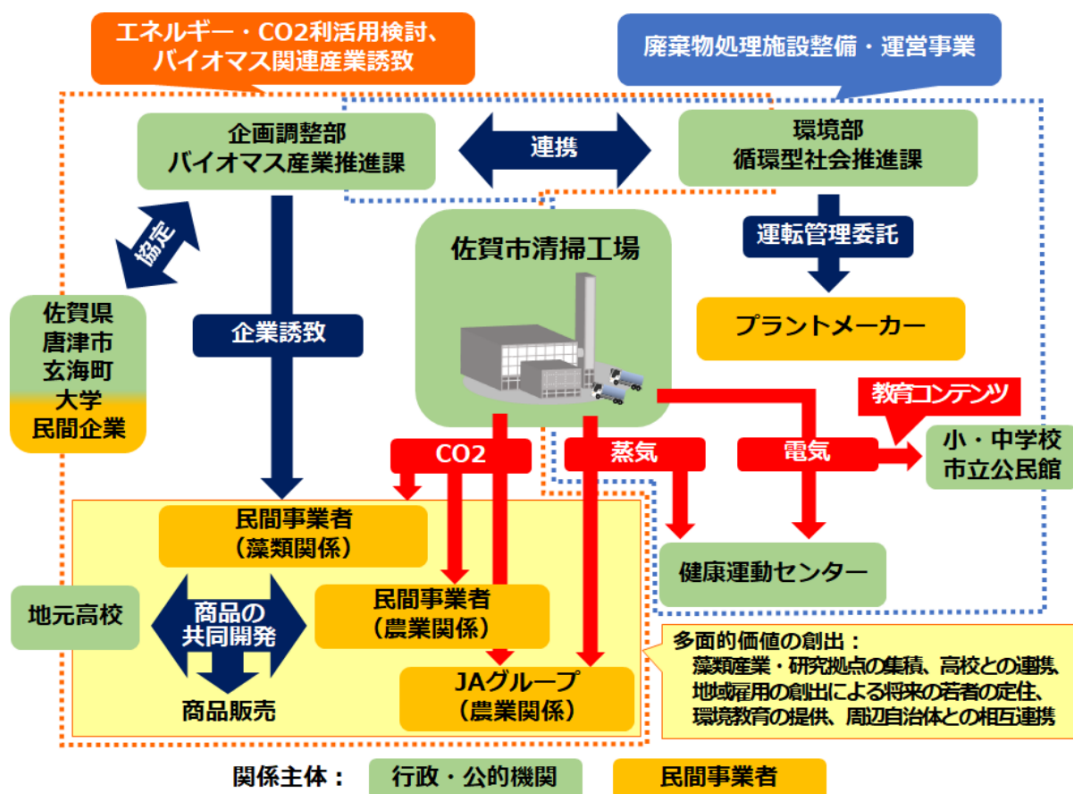 エネルギー・CO2利活用検討、
バイオマス関連産業誘致
廃棄物処理施設整備・運営事業
企画調整部
バイオマス産業推進課
連携
環境部
循環型社会推進課
協定
佐賀市清掃工場
運転管理委託
佐賀県
唐津市
玄海町
大学
民間企業
企業誘致
プラントメーカー
教育コンテンツ
CO2
蒸気
電気
小・中学校
市立公民館
民間事業者
（藻類関係）
健康運動センター
地元高校
商品の
共同開発
民間事業者
（農業関係）
商品販売
JAグループ
（農業関係）
多面的価値の創出：
藻類産業・研究拠点の集積、高校との連携、
地域雇用の創出による将来の若者の定住、
環境教育の提供、周辺自治体との相互連携
関係主体：
行政・公的機関
民間事業者